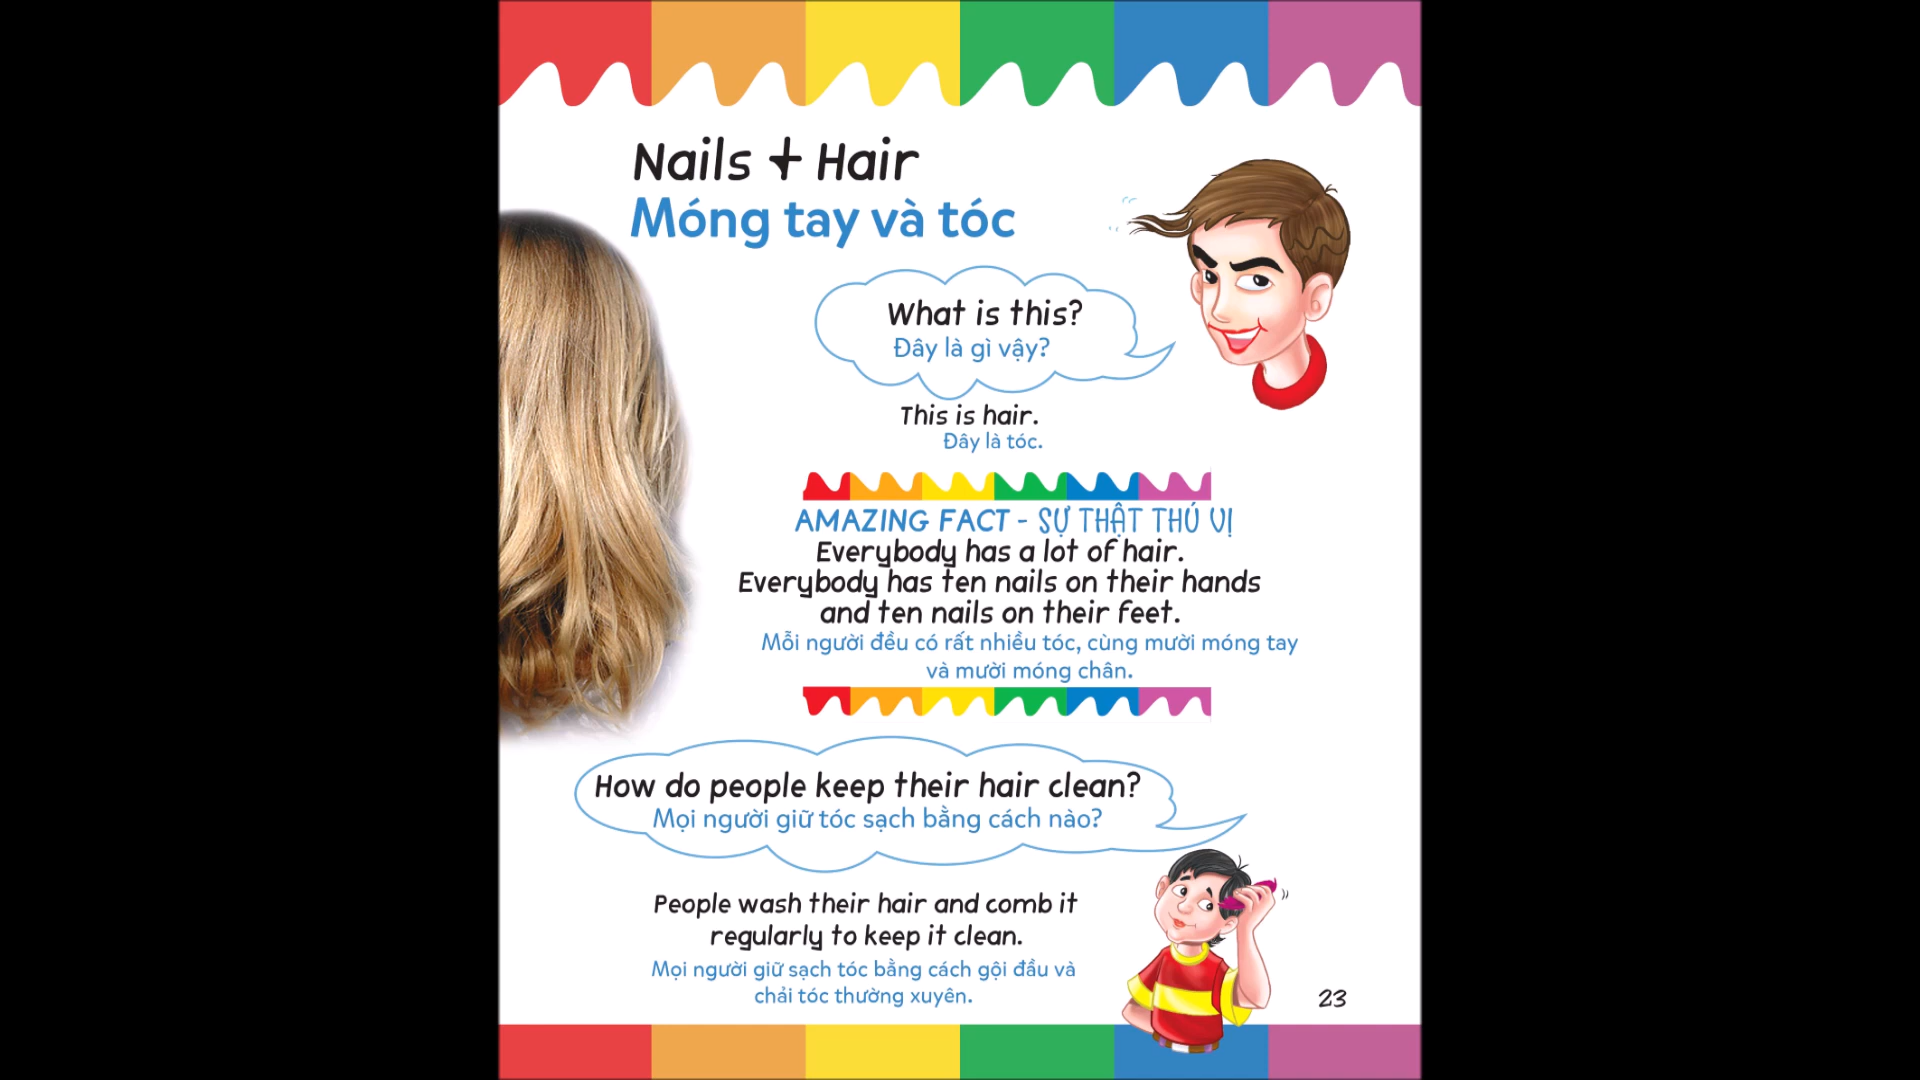 Nails + Hair
Móng tay và tóc
What is this?
Đây là gì vậy?
This is hair.
Đây là tóc.
AMAZING FACT - SỰ THẬT THÚ VỊ
Everybody has a lot of hair.
Everybody has ten nails on their hands
and ten nails on their feet.
Mỗi người đều có rất nhiều tóc, cùng mười móng tay
và mười móng chân.
How do people keep their hair clean?
Mọi người giữ tóc sạch bằng cách nào?
People wash their hair and comb it
regularly to keep it clean.
Mọi người giữ sạch tóc bằng cách gội đầu và
chải tóc thường xuyên.
23